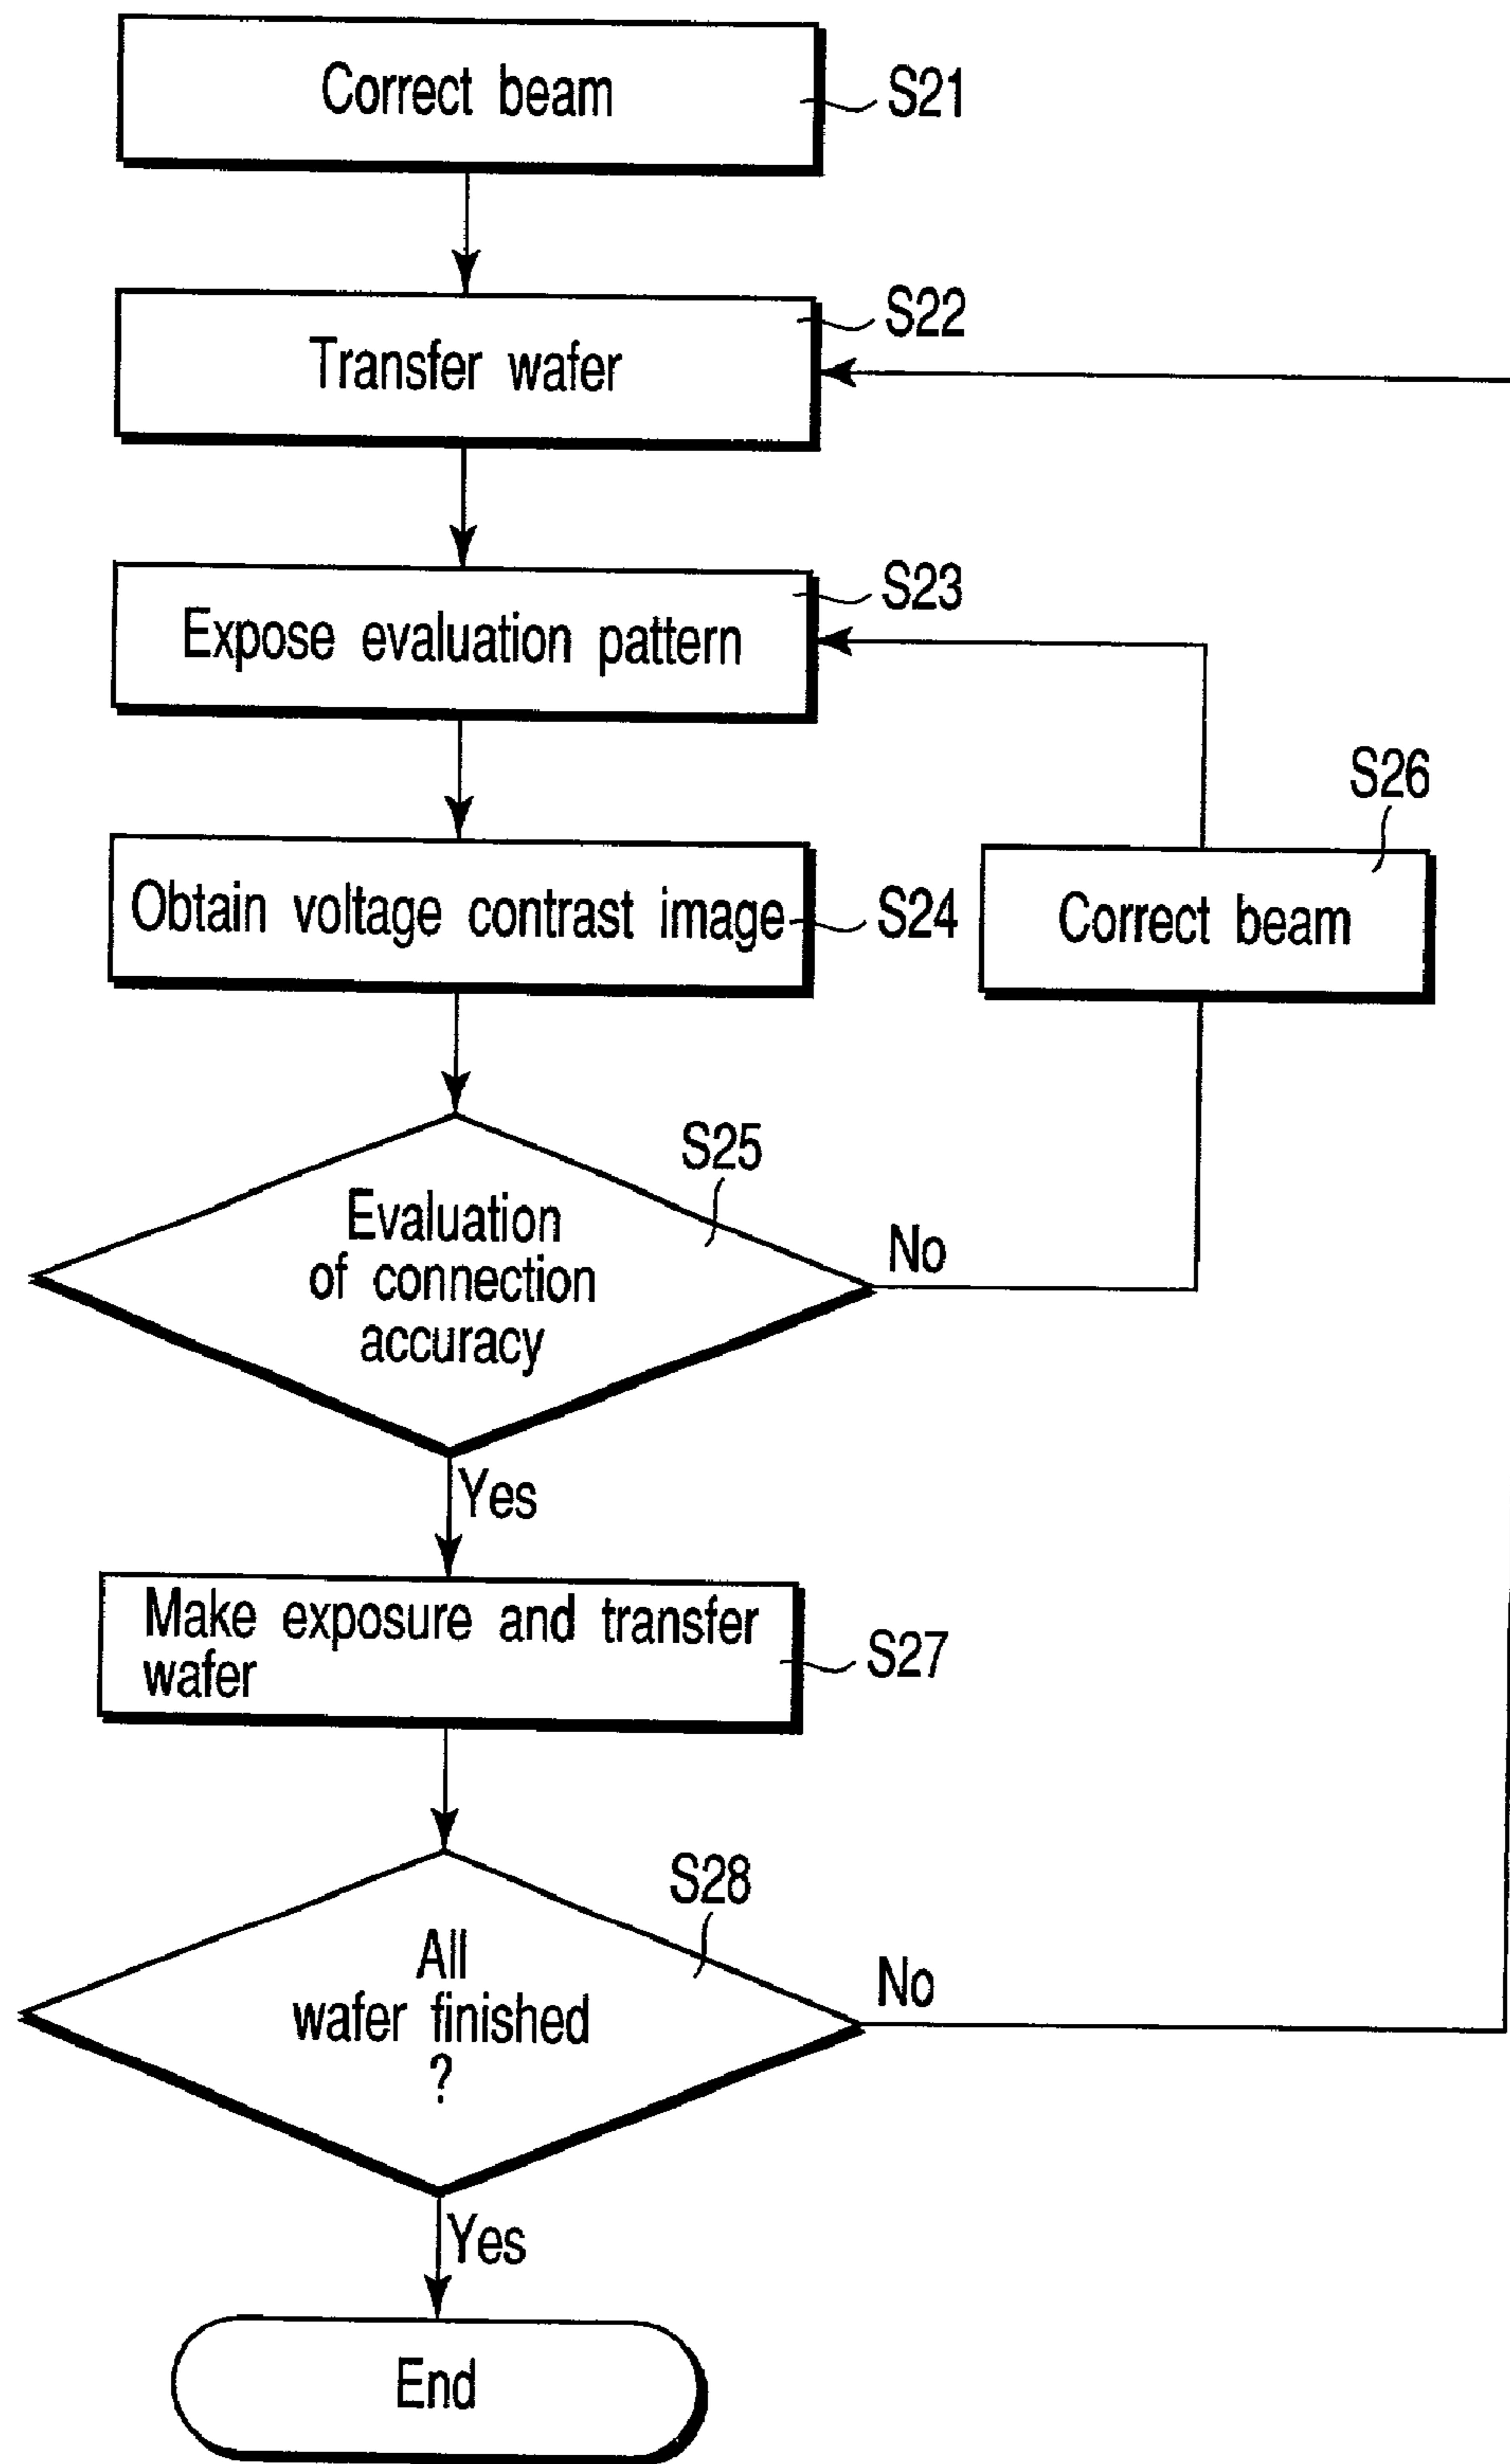 Correct beam
S21
Transfer wafer
S22
Expose evaluation pattern
S23
Obtain voltage contrast image
S24
S26
Correct beam
S25
Evaluation
of connection
accuracy
No
Yes
Make exposure and transfer
wafer
S27
S28
All
wafer finished
?
No
Yes
End